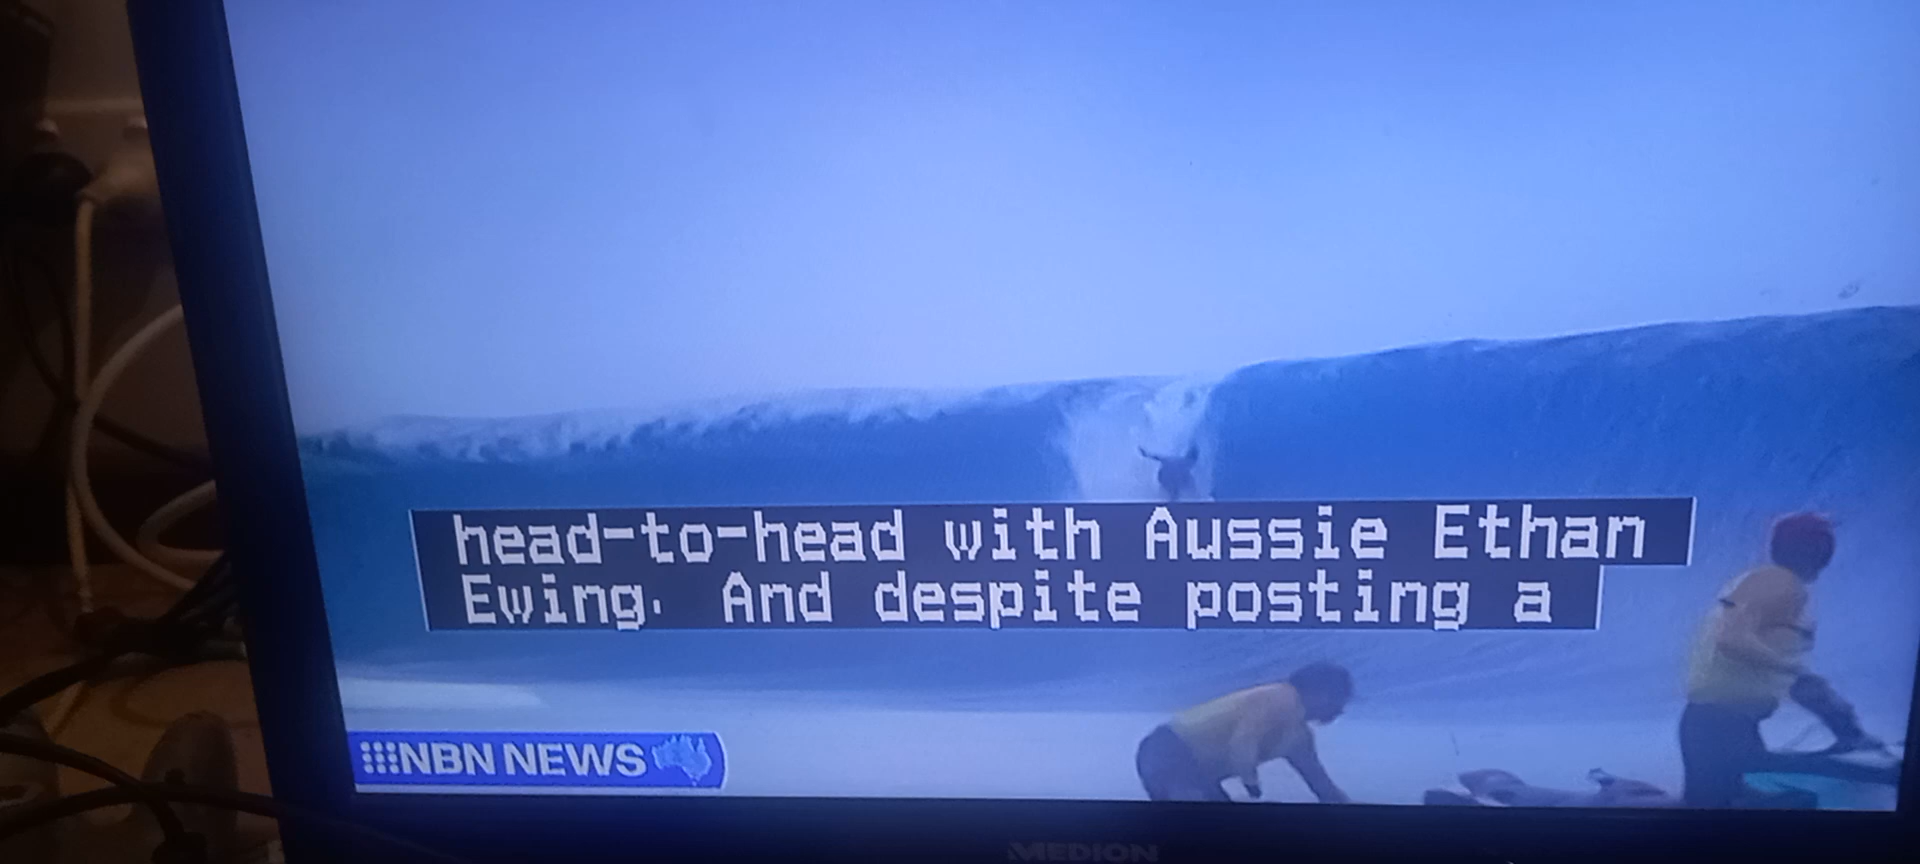 head-to-head with Aussie Ethan
Ewing. And despite posting a
NBN NEWS
MEDION